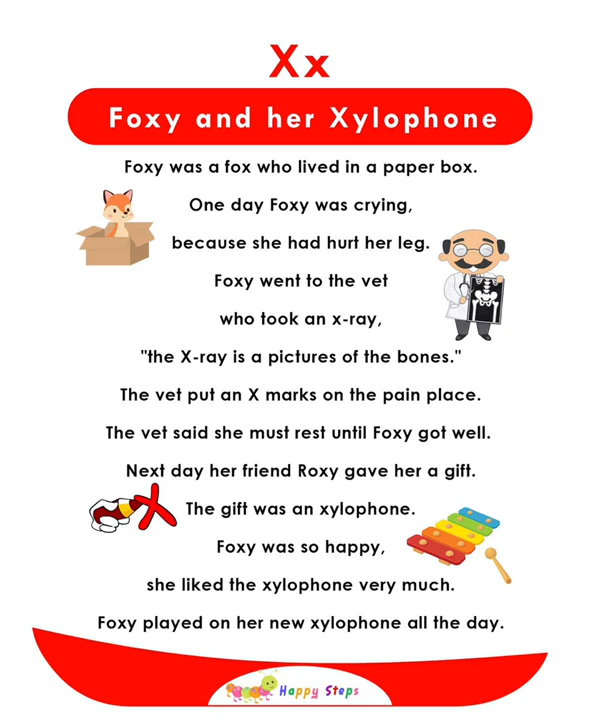 Xx
Foxy and her Xylophone
Foxy was a fox who lived in a paper box.
One day Foxy was crying,
because she had hurt her leg.
Foxy went to the vet
who took an x-ray,
"the X-ray is a pictures of the bones."
The vet put an X marks on the pain place.
The vet said she must rest until Foxy got well.
Next day her friend Roxy gave her a gift.
The gift was an xylophone.
Foxy was so happy,
she liked the xylophone very much.
Foxy played on her new xylophone all the day.
Happy Steps